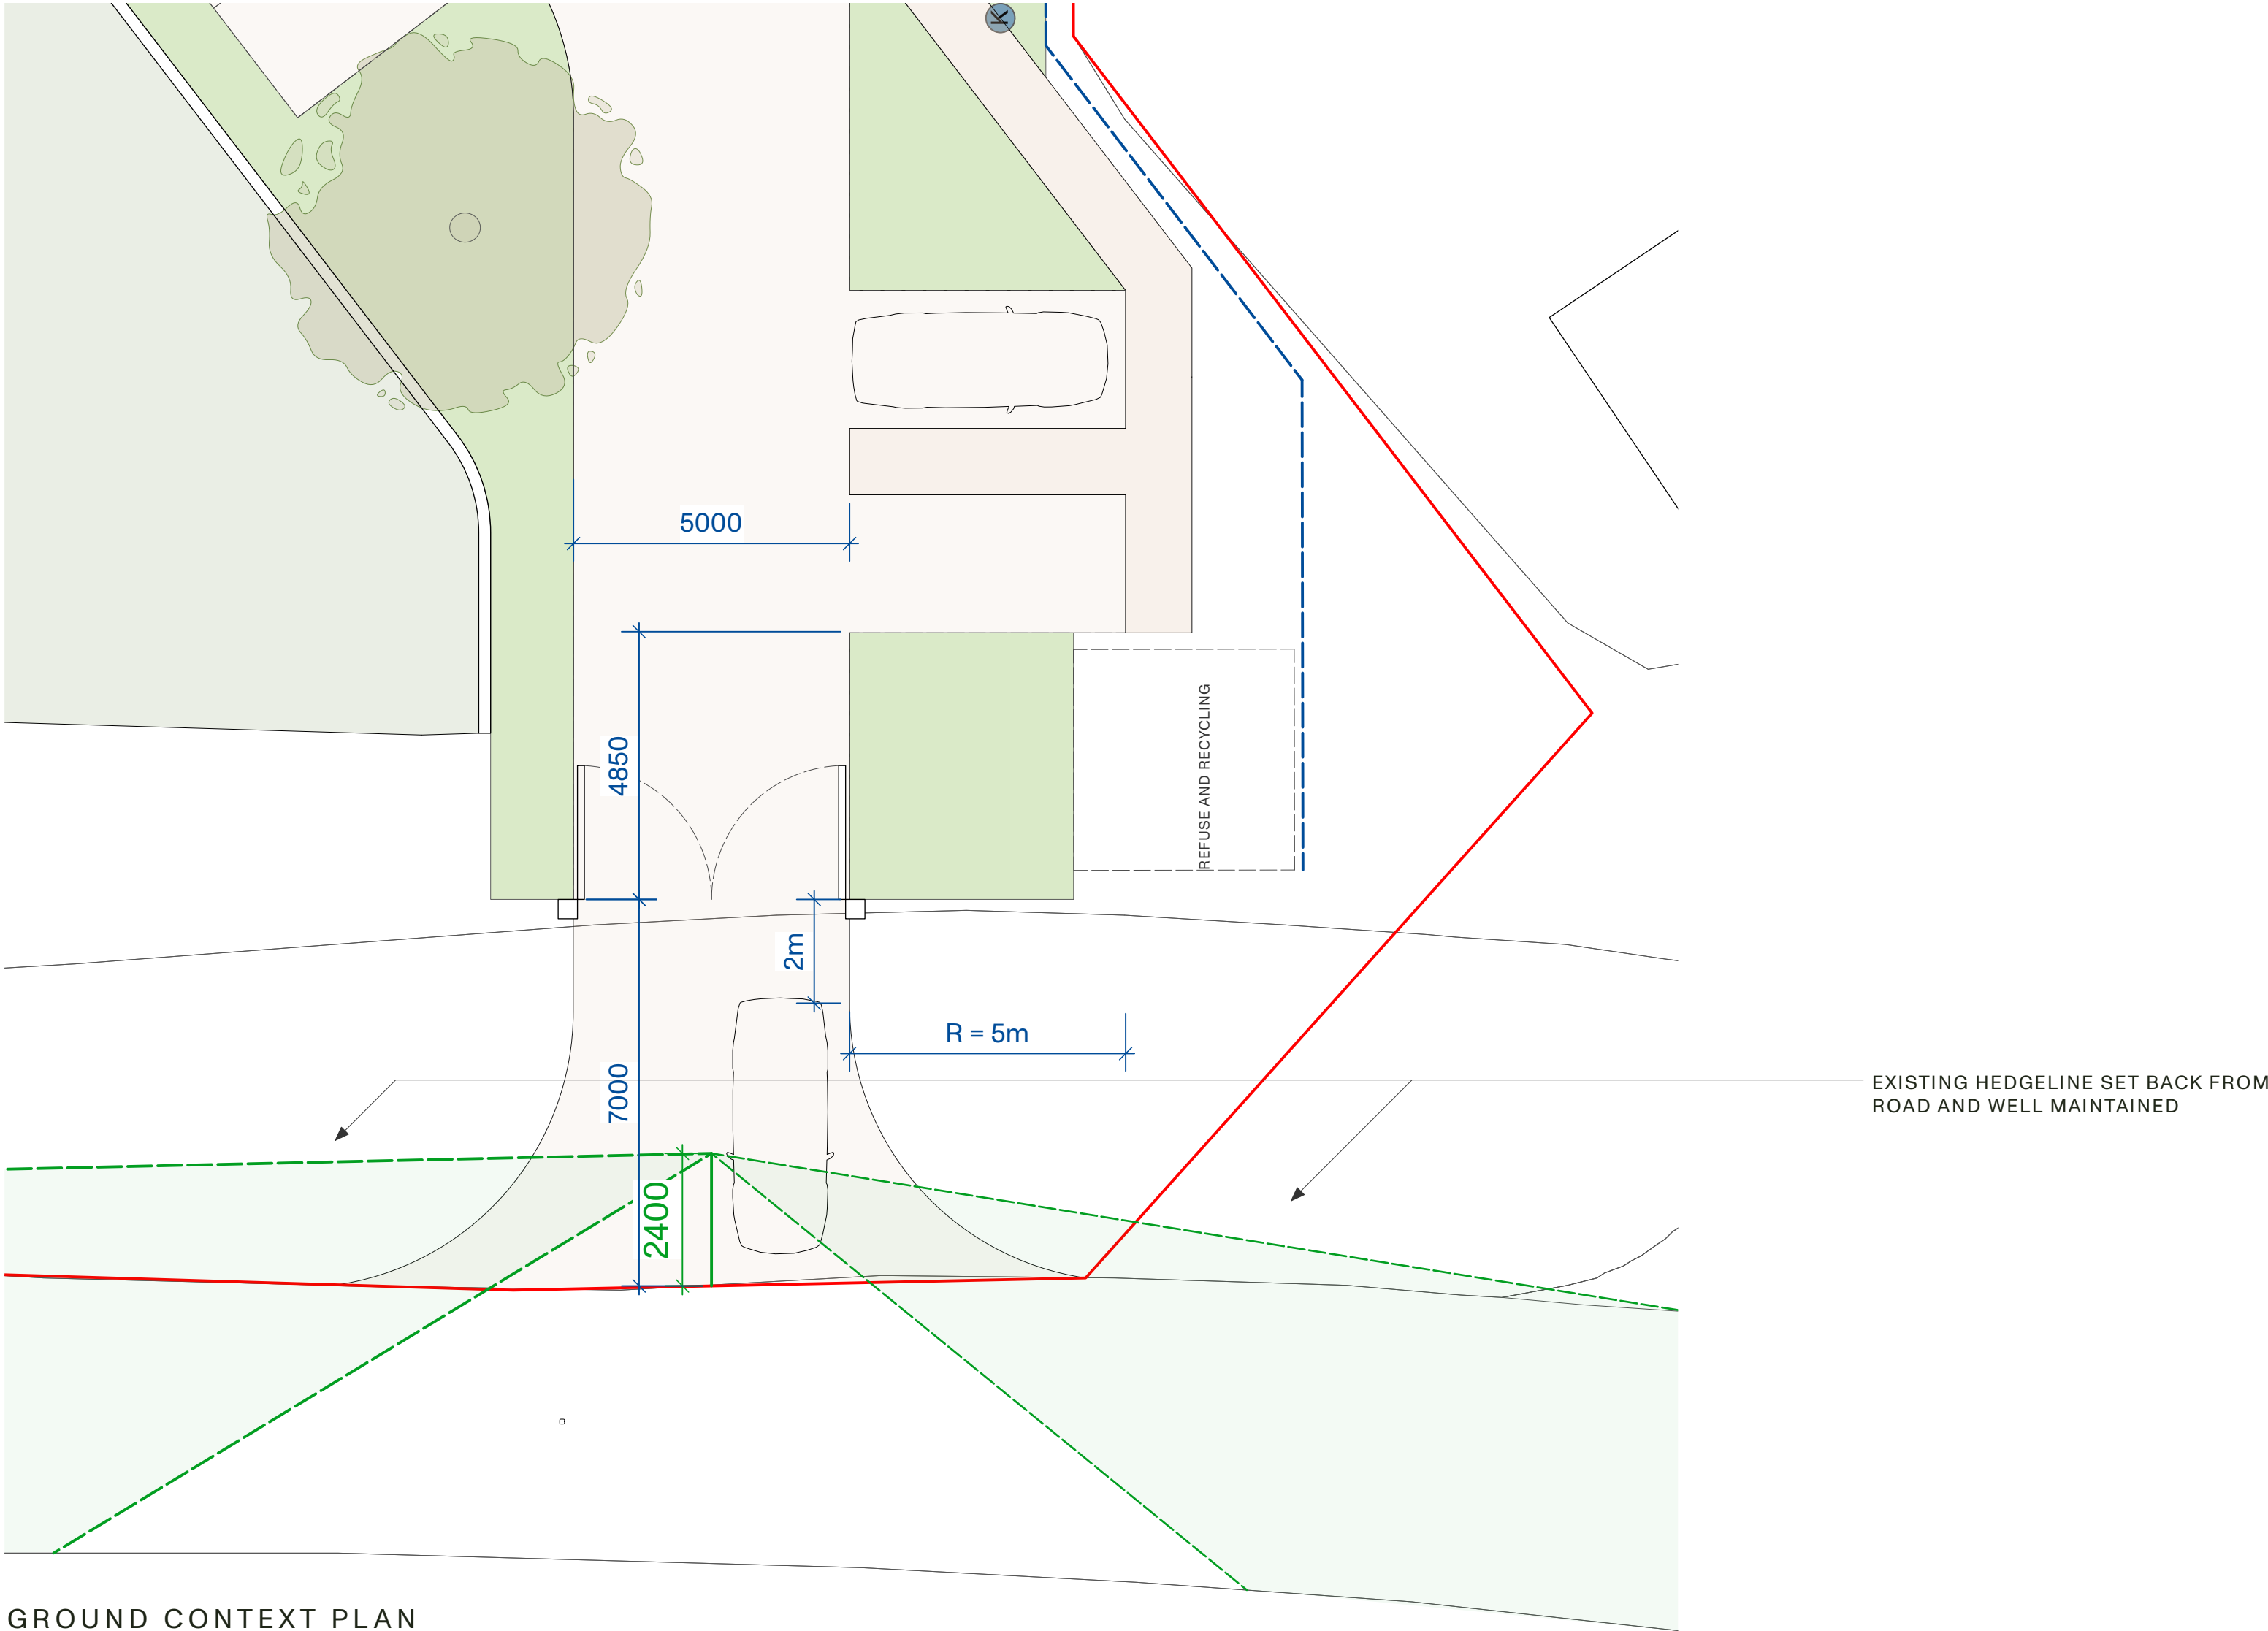 K
5000
4850
REFUSE AND RECYCLING
2m
R = 5m
7000
EXISTING HEDGELINE SET BACK FROM
ROAD AND WELL MAINTAINED
2400
GROUND CONTEXT PLAN